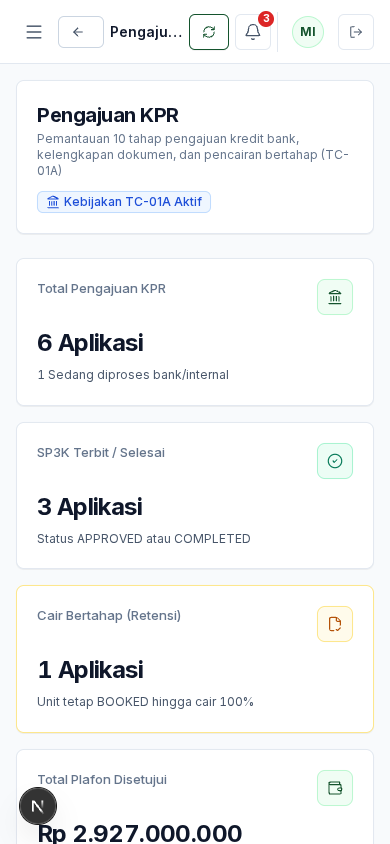 Pengaju...
3
MI
Pengajuan KPR
Pemantauan 10 tahap pengajuan kredit bank,
kelengkapan dokumen, dan pencairan bertahap (TC-
01A)
Kebijakan TC-01A Aktif
Total Pengajuan KPR
6 Aplikasi
1 Sedang diproses bank/internal
SP3K Terbit / Selesai
3 Aplikasi
Status APPROVED atau COMPLETED
Cair Bertahap (Retensi)
1 Aplikasi
Unit tetap BOOKED hingga cair 100%
Total Plafon Disetujui
N
Rp 2.927.000.000